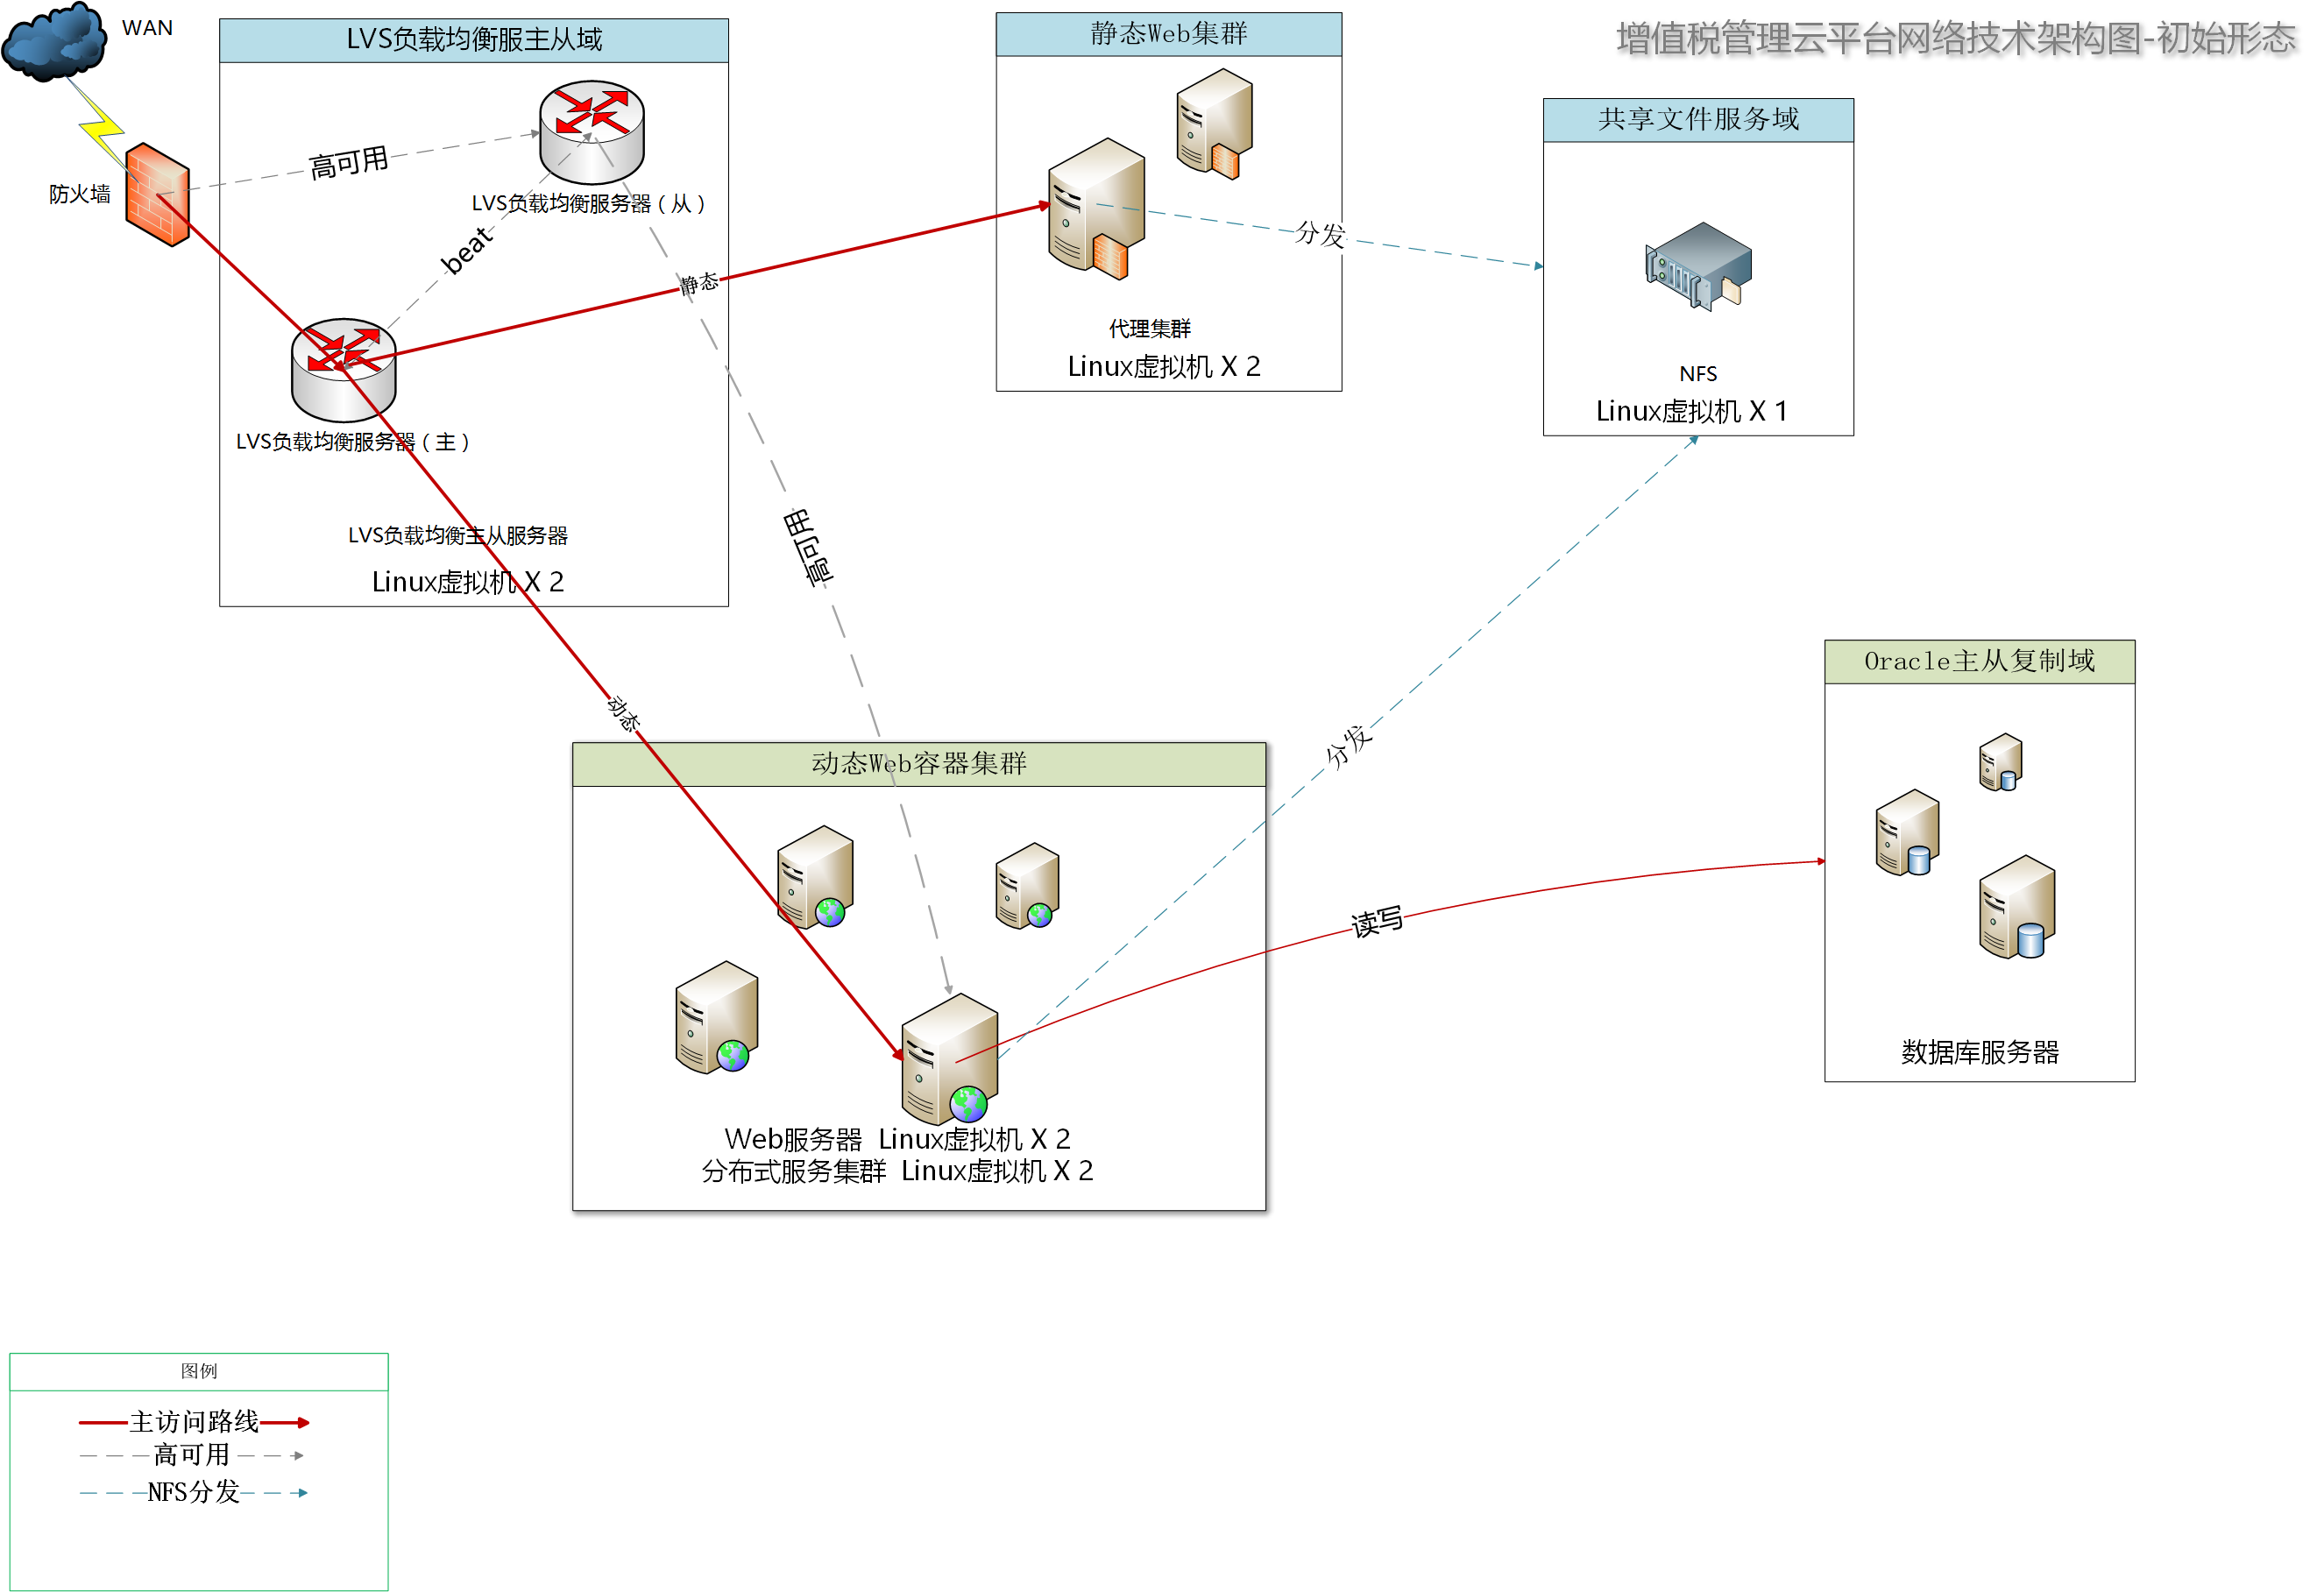 增值税管理云平台网络技术架构图-初始形态
WAN
防火墙
LVS负载均衡服主从域
高可用
LVS负载均衡服务器（从）
beat
LVS负载均衡服务器（主）
LVS负载均衡主从服务器
Linux虚拟机 X 2
静态
静态Web集群
代理集群
Linux虚拟机 X 2
分发
共享文件服务域
NFS
Linux虚拟机 X 1
高可用
动态
分发
动态Web容器集群
Web服务器 Linux虚拟机 X 2
分布式服务集群 Linux虚拟机 X 2
读写
Oracle主从复制域
数据库服务器
图例
主访问路线
高可用
NFS分发